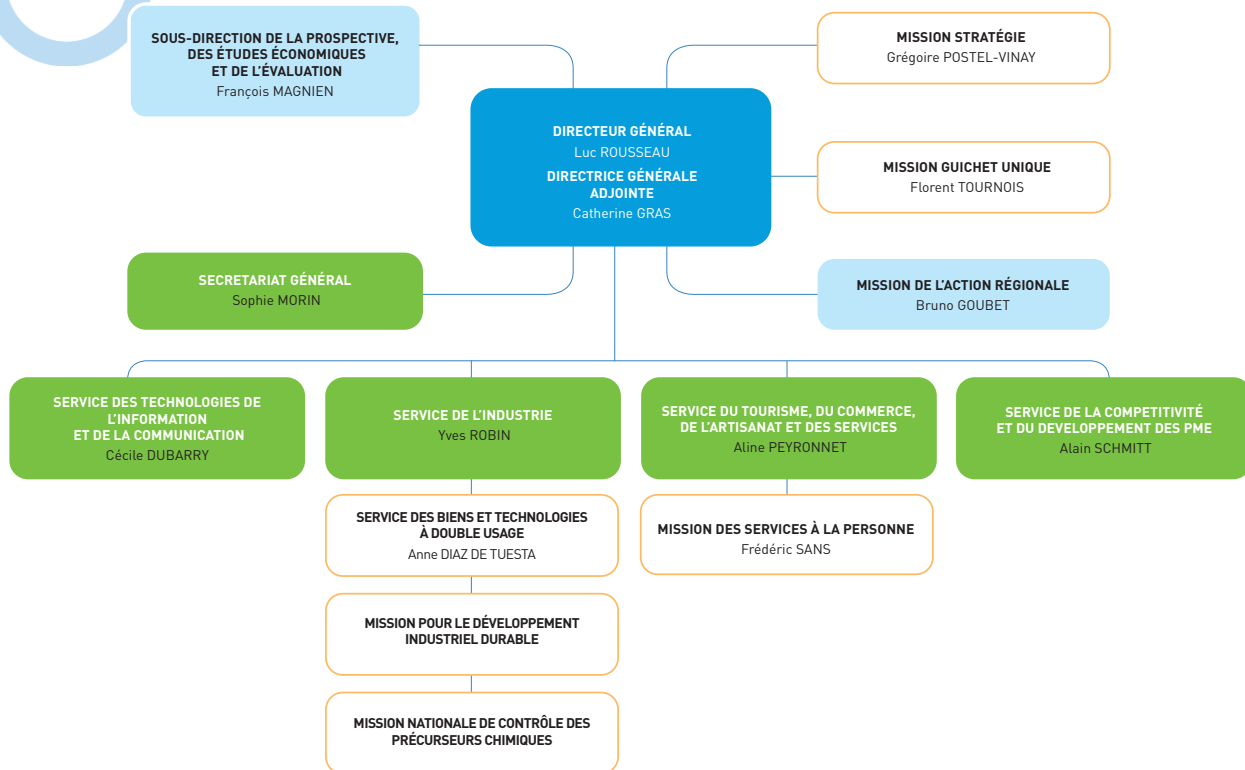 SOUS-DIRECTION DE LA PROSPECTIVE,
DES ÉTUDES ÉCONOMIQUES
ET DE L'ÉVALUATION
François MAGNIEN
MISSION STRATÉGIE
Grégoire POSTEL-VINAY
DIRECTEUR GÉNÉRAL
Luc ROUSSEAU
DIRECTRICE GÉNÉRALE
ADJOINTE
Catherine GRAS
MISSION GUICHET UNIQUE
Florent TOURNOIS
SECRETARIAT GÉNÉRAL
Sophie MORIN
MISSION DE L'ACTION RÉGIONALE
Bruno GOUBET
SERVICE DES TECHNOLOGIES DE
L'INFORMATION
ET DE LA COMMUNICATION
Cécile DUBARRY
SERVICE DE L'INDUSTRIE
Yves ROBIN
SERVICE DU TOURISME, DU COMMERCE,
DE L'ARTISANAT ET DES SERVICES
Aline PEYRONNET
SERVICE DE LA COMPETITIVITÉ
ET DU DEVELOPPEMENT DES PME
Alain SCHMITT
SERVICE DES BIENS ET TECHNOLOGIES
À DOUBLE USAGE
Anne DIAZ DE TUESTA
MISSION DES SERVICES À LA PERSONNE
Frédéric SANS
MISSION POUR LE DÉVELOPPEMENT
INDUSTRIEL DURABLE
MISSION NATIONALE DE CONTRÔLE DES
PRÉCURSEURS CHIMIQUES